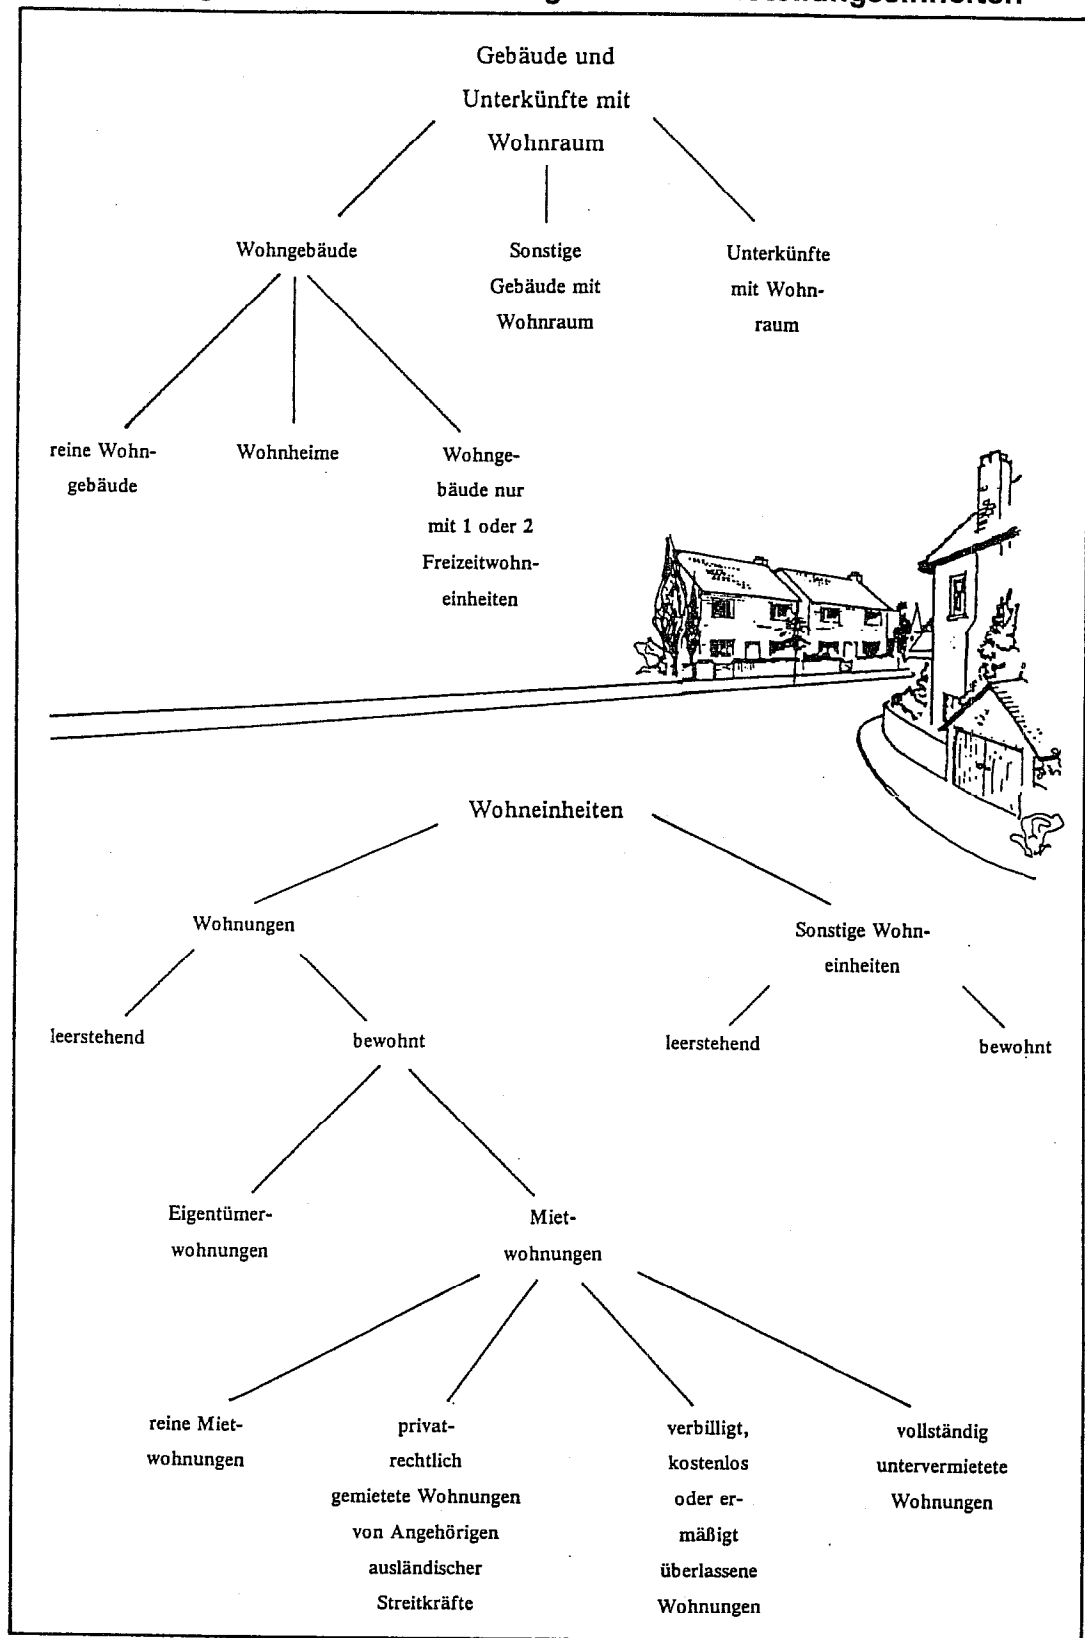 Gebäude und
Unterkünfte mit
Wohnraum
Wohngebäude
Sonstige
Gebäude mit
Wohnraum
Unterkünfte
mit Wohn-
raum
reine Wohn-
gebäude
Wohnheime
Wohnge-
bäude nur
mit 1 oder 2
Freizeitwohn-
einheiten
Wohneinheiten
Wohnungen
Sonstige Wohn-
einheiten
leerstehend
bewohnt
leerstehend
bewohnt
Eigentümer-
wohnungen
Miet-
wohnungen
reine Miet-
wohnungen
privat-
rechtlich
gemietete Wohnungen
von Angehörigen
ausländischer
Streitkräfte
verbilligt,
kostenlos
oder er-
mäßigt
überlassene
Wohnungen
vollständig
untervermietete
Wohnungen